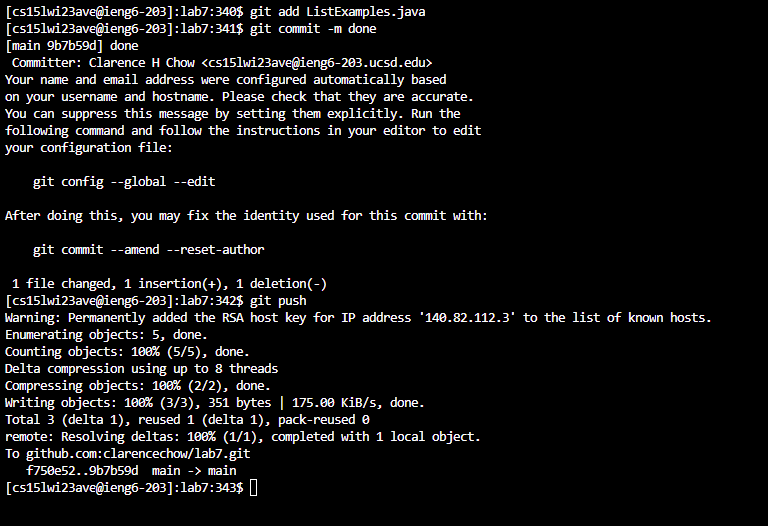 [cs15lwi23ave@ieng6-203]:lab7:340$ git add ListExamples.java
[cs15lwi23ave@ieng6-203]:lab7:341$ git commit -m done
[main 9b7b59d] done
 Committer: Clarence H Chow <cs15lwi23ave@ieng6-203.ucsd.edu>
Your name and email address were configured automatically based
on your username and hostname. Please check that they are accurate.
You can suppress this message by setting them explicitly. Run the
following command and follow the instructions in your editor to edit
your configuration file:

    git config --global --edit

After doing this, you may fix the identity used for this commit with:

    git commit --amend --reset-author

 1 file changed, 1 insertion(+), 1 deletion(-)
[cs15lwi23ave@ieng6-203]:lab7:342$ git push
Warning: Permanently added the RSA host key for IP address '140.82.112.3' to the list of known hosts.
Enumerating objects: 5, done.
Counting objects: 100% (5/5), done.
Delta compression using up to 8 threads
Compressing objects: 100% (2/2), done.
Writing objects: 100% (3/3), 351 bytes | 175.00 KiB/s, done.
Total 3 (delta 1), reused 1 (delta 1), pack-reused 0
remote: Resolving deltas: 100% (1/1), completed with 1 local object.
To github.com:clarencechow/lab7.git
   f750e52..9b7b59d  main -> main
[cs15lwi23ave@ieng6-203]:lab7:343$